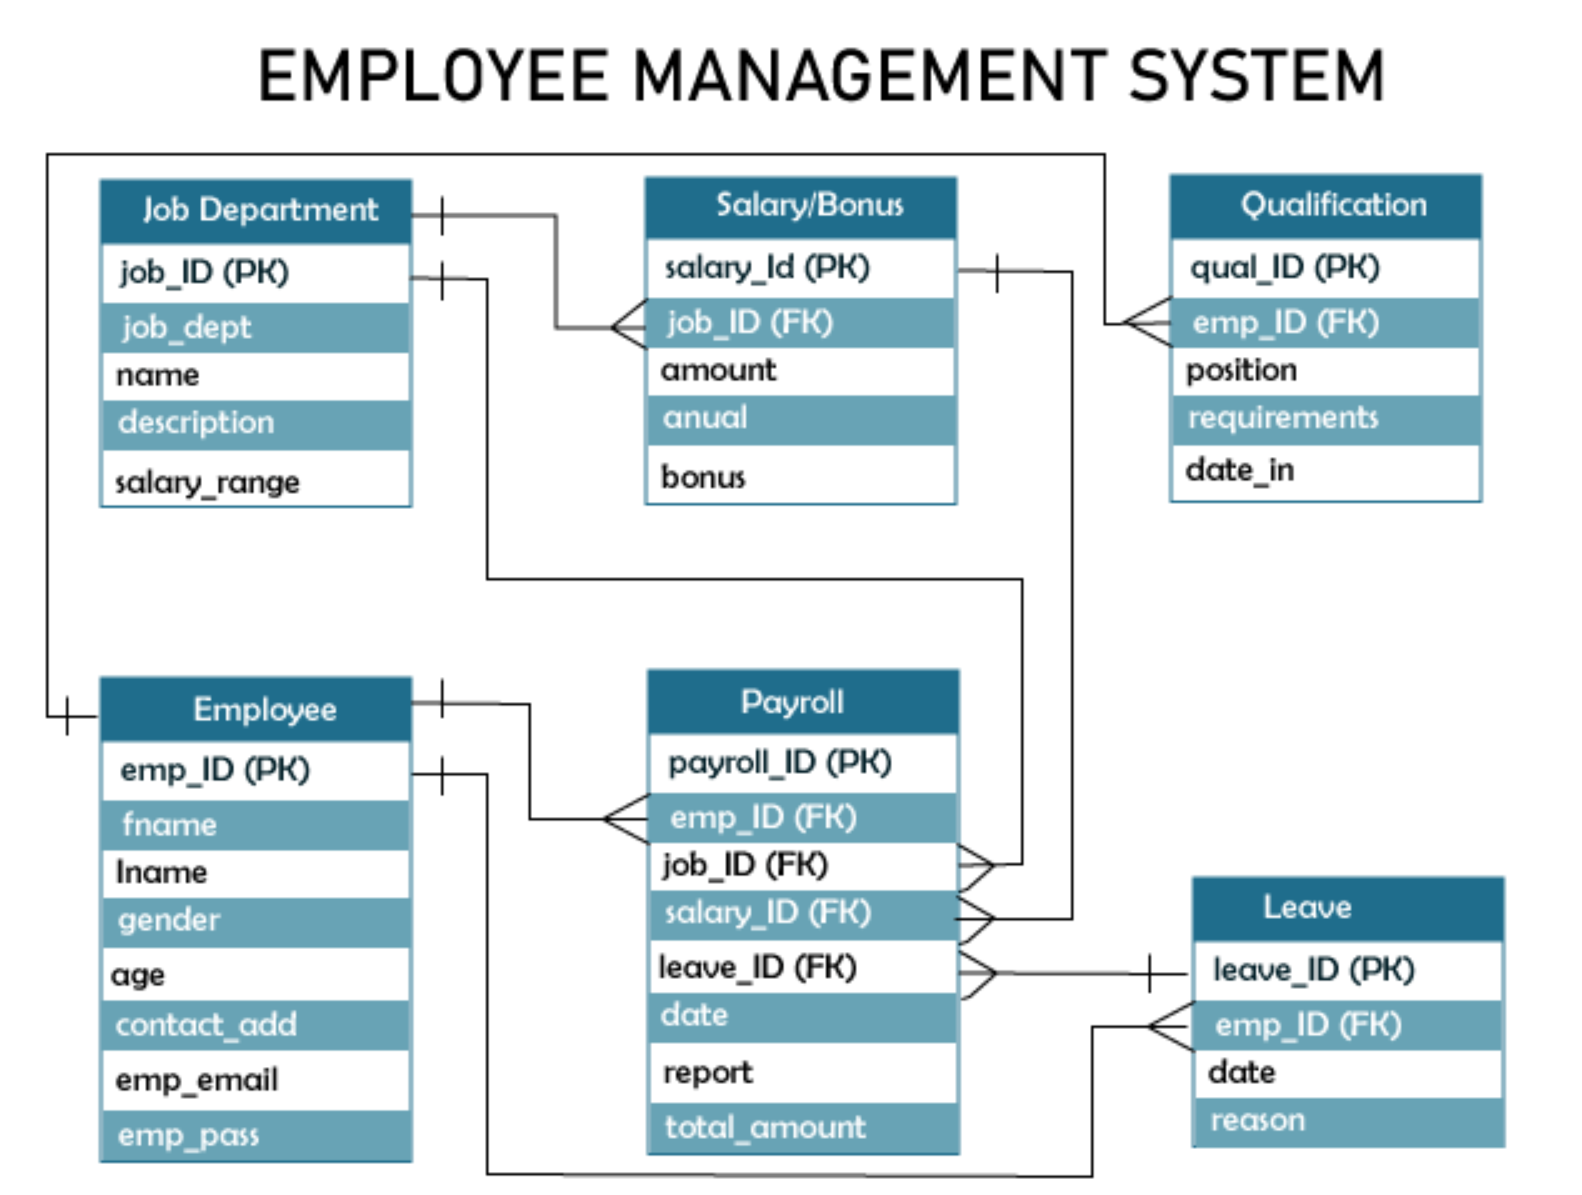 EMPLOYEE MANAGEMENT SYSTEM
Job Department
job_ID (PK)
job_dept
name
description
salary_range
Salary/Bonus
salary_Id (PK)
job_ID (FK)
amount
anual
bonus
Qualification
qual_ID (PK)
emp_ID (FK)
position
requirements
date_in
Employee
emp_ID (PK)
fname
lname
gender
age
contact_add
emp_email
emp_pass
Payroll
payroll_ID (PK)
emp_ID (FK)
job_ID (FK)
salary_ID (FK)
leave_ID (FK)
date
report
total_amount
Leave
leave_ID (PK)
emp_ID (FK)
date
reason